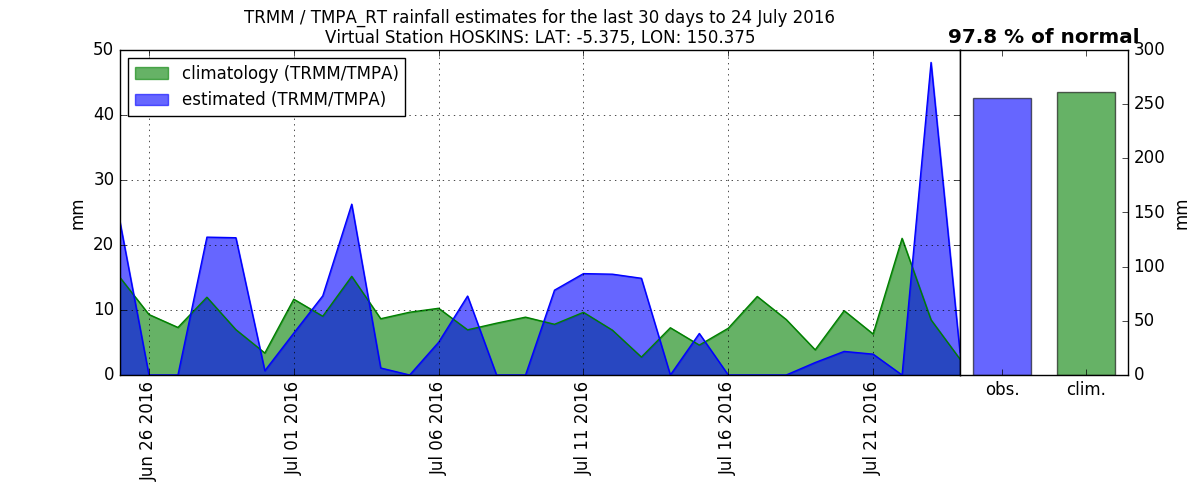 TRMM / TMPA_RT rainfall estimates for the last 30 days to 24 July 2016
Virtual Station HOSKINS: LAT: -5.375, LON: 150.375
97.8 % of normal
climatology (TRMM/TMPA)
estimated (TRMM/TMPA)
50
40
30
20
10
0
mm
Jun 26 2016
Jul 01 2016
Jul 06 2016
Jul 11 2016
Jul 16 2016
Jul 21 2016
obs.
clim.
300
250
200
150
100
50
0
mm